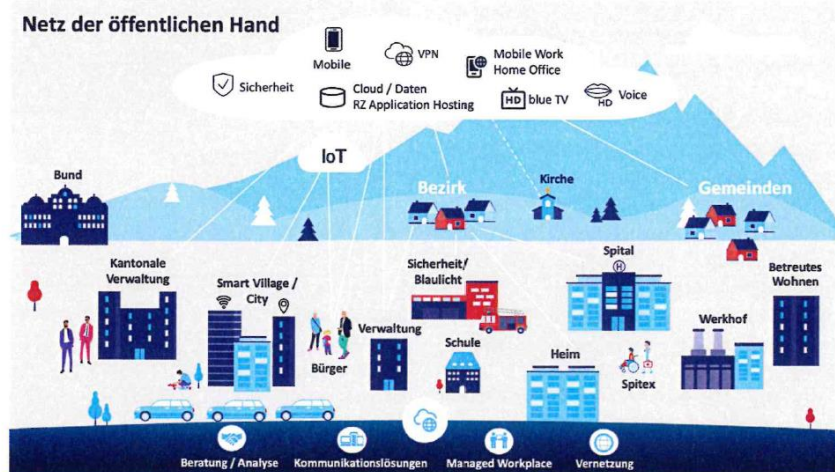 Netz der öffentlichen Hand
Mobile
VPN
Mobile Work
Home Office
Sicherheit
Cloud / Daten
RZ Application Hosting
HD
blue TV
HD
Voice
IoT
Bund
Bezirk
Kirche
Gemeinden
Kantonale
Verwaltung
Smart Village /
City
Sicherheit/
Blaulicht
Spital
H
Betreutes
Wohnen
Bürger
Verwaltung
Schule
Heim
Spitex
Werkhof
Beratung / Analyse
Kommunikationslösungen
Managed Workplace
Vernetzung